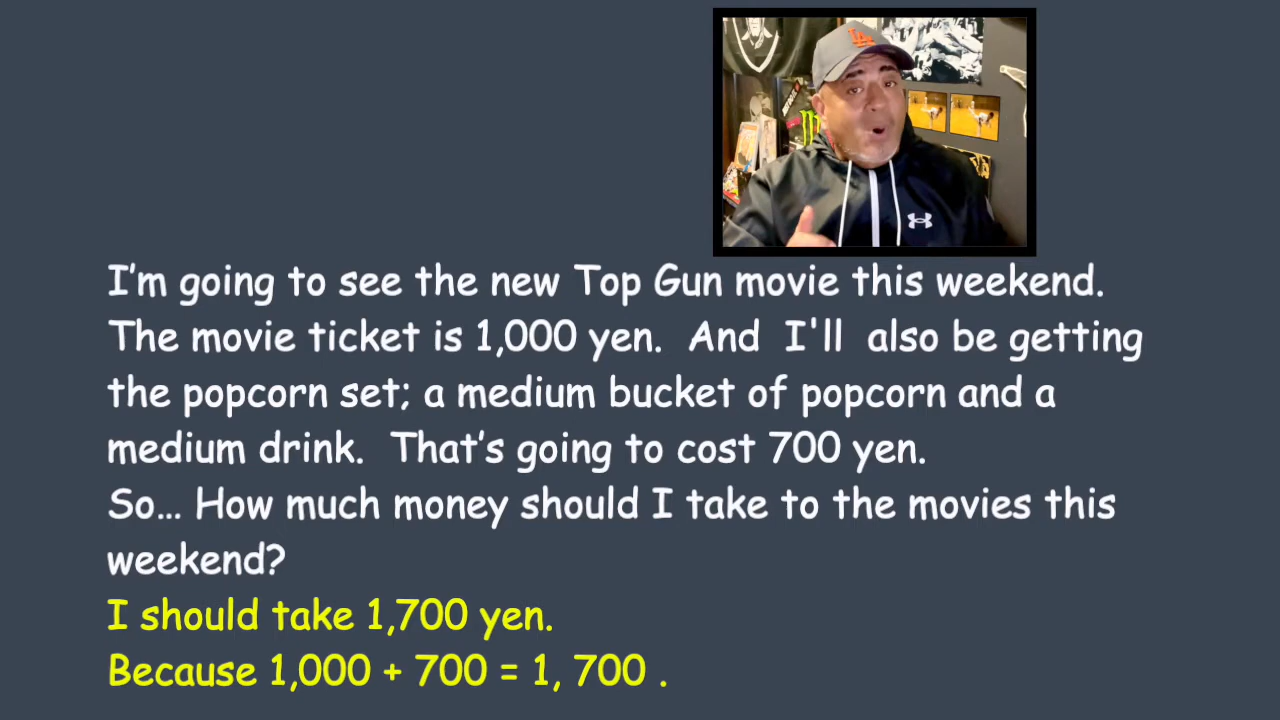 LA
I’m going to see the new Top Gun movie this weekend.
The movie ticket is 1,000 yen.  And  I'll  also be getting
the popcorn set; a medium bucket of popcorn and a
medium drink.  That’s going to cost 700 yen.
So... How much money should I take to the movies this
weekend?
I should take 1,700 yen.
Because 1,000 + 700 = 1, 700 .